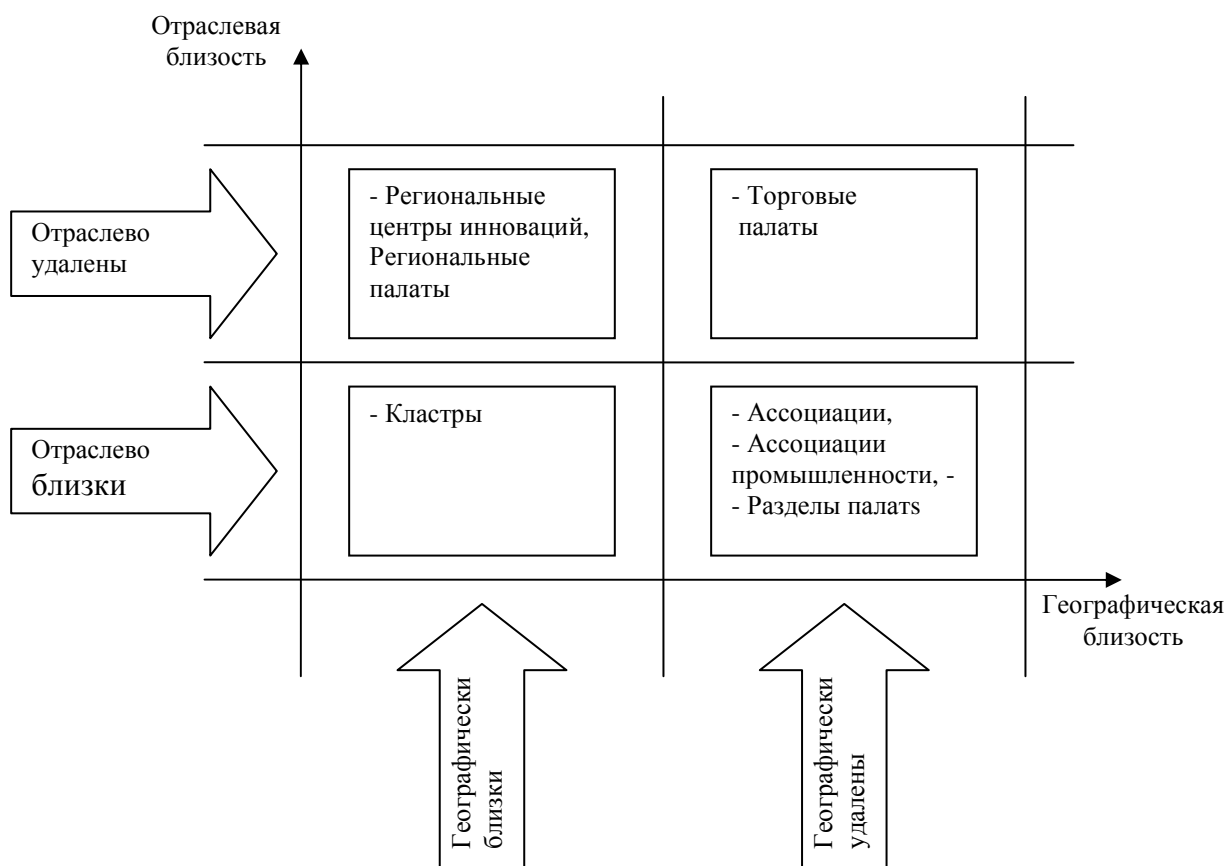 Отраслевая
близость
Отраслево
удалены
- Региональные
центры инноваций,
Региональные
палаты
- Торговые
палаты
Отраслево
близки
- Кластры
- Ассоциации,
- Ассоциации
промышленности, -
- Разделы палатs
Географическая
близость
Географически
близки
Географически
удалены